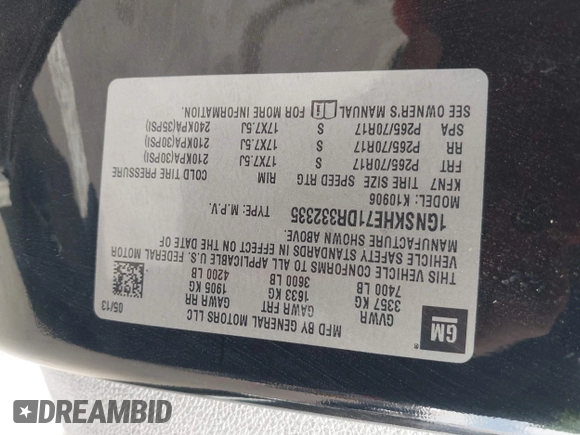 GM
MFD BY GENERAL MOTORS LLC
05/13
GVWR GAWR FRT GAWR RR
3357 KG 1633 KG 1905 KG
7400 LB 3600 LB 4200 LB
THIS VEHICLE CONFORMS TO ALL APPLICABLE U.S. FEDERAL MOTOR
VEHICLE SAFETY STANDARDS IN EFFECT ON THE DATE OF
MANUFACTURE SHOWN ABOVE.
1GNSKHE71DR332335 TYPE: M.P.V.
MODEL: K10906
KFN7 TIRE SIZE SPEED RTG RIM COLD TIRE PRESSURE
FRT P265/70R17 S 17X7.5J 210KPA(30PSI)
RR P265/70R17 S 17X7.5J 210KPA(30PSI)
SPA P265/70R17 S 17X7.5J 240KPA(35PSI)
SEE OWNER'S MANUAL FOR MORE INFORMATION.
DREAMBID